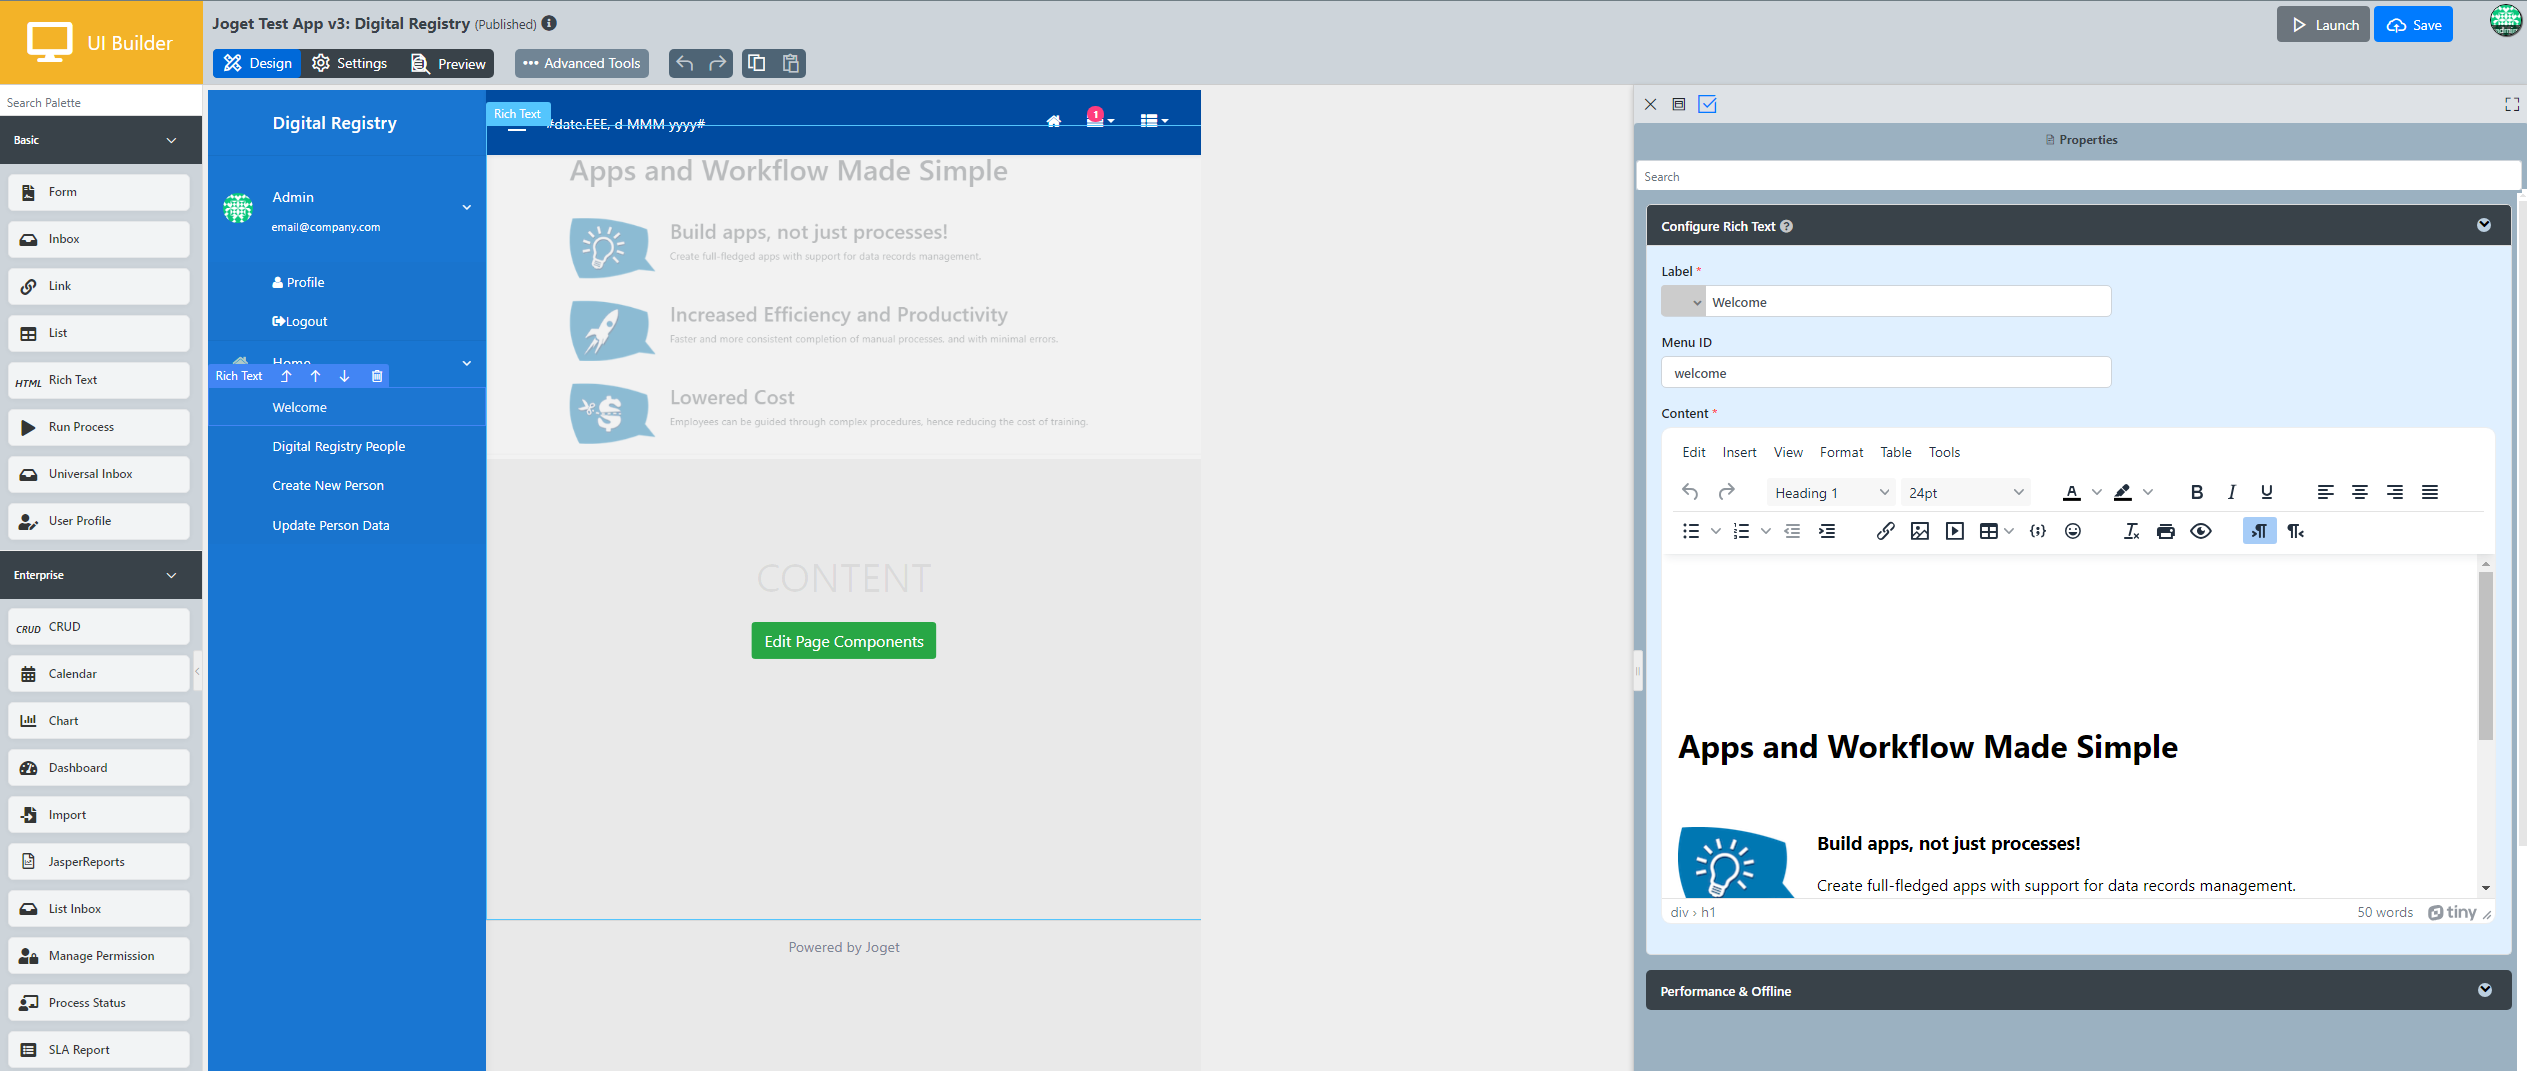 UI Builder
Joget Test App v3: Digital Registry (Published)
Launch
Save
admin
Design
Settings
Preview
Advanced Tools
Search Palette
Basic
Form
Inbox
Link
List
HTML Rich Text
Run Process
Universal Inbox
User Profile
Enterprise
CRUD CRUD
Calendar
Chart
Dashboard
Import
JasperReports
List Inbox
Manage Permission
Process Status
SLA Report
Digital Registry
Admin
email@company.com
Profile
Logout
Home
Rich Text
Welcome
Digital Registry People
Create New Person
Update Person Data
Rich Text
#date.EEE, d MMM yyyy#
1
Apps and Workflow Made Simple
Build apps, not just processes!
Create full-fledged apps with support for data records management.
Increased Efficiency and Productivity
Faster and more consistent completion of manual processes, and with minimal errors.
Lowered Cost
Employees can be guided through complex procedures, hence reducing the cost of training.
CONTENT
Edit Page Components
Powered by Joget
Properties
Search
Configure Rich Text
Label *
Welcome
Menu ID
welcome
Content *
Edit Insert View Format Table Tools
Heading 1 24pt
Apps and Workflow Made Simple
Build apps, not just processes!
Create full-fledged apps with support for data records management.
div › h1
50 words tiny
Performance & Offline